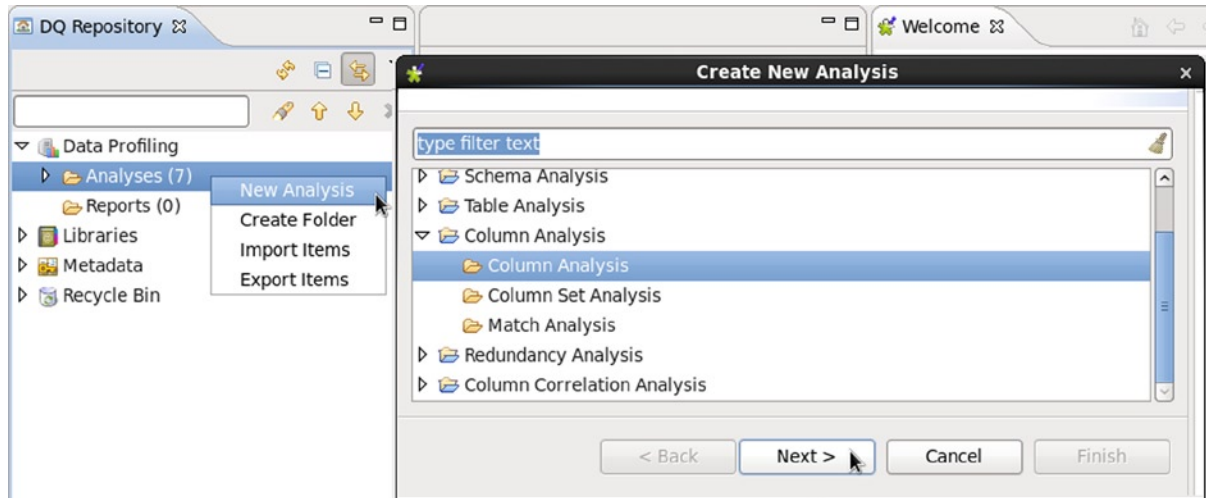 DQ Repository
Welcome
Create New Analysis
type filter text
Data Profiling
Analyses (7)
Reports (0)
Libraries
Metadata
Recycle Bin
New Analysis
Create Folder
Import Items
Export Items
Schema Analysis
Table Analysis
Column Analysis
Column Analysis
Column Set Analysis
Match Analysis
Redundancy Analysis
Column Correlation Analysis
< Back
Next >
Cancel
Finish